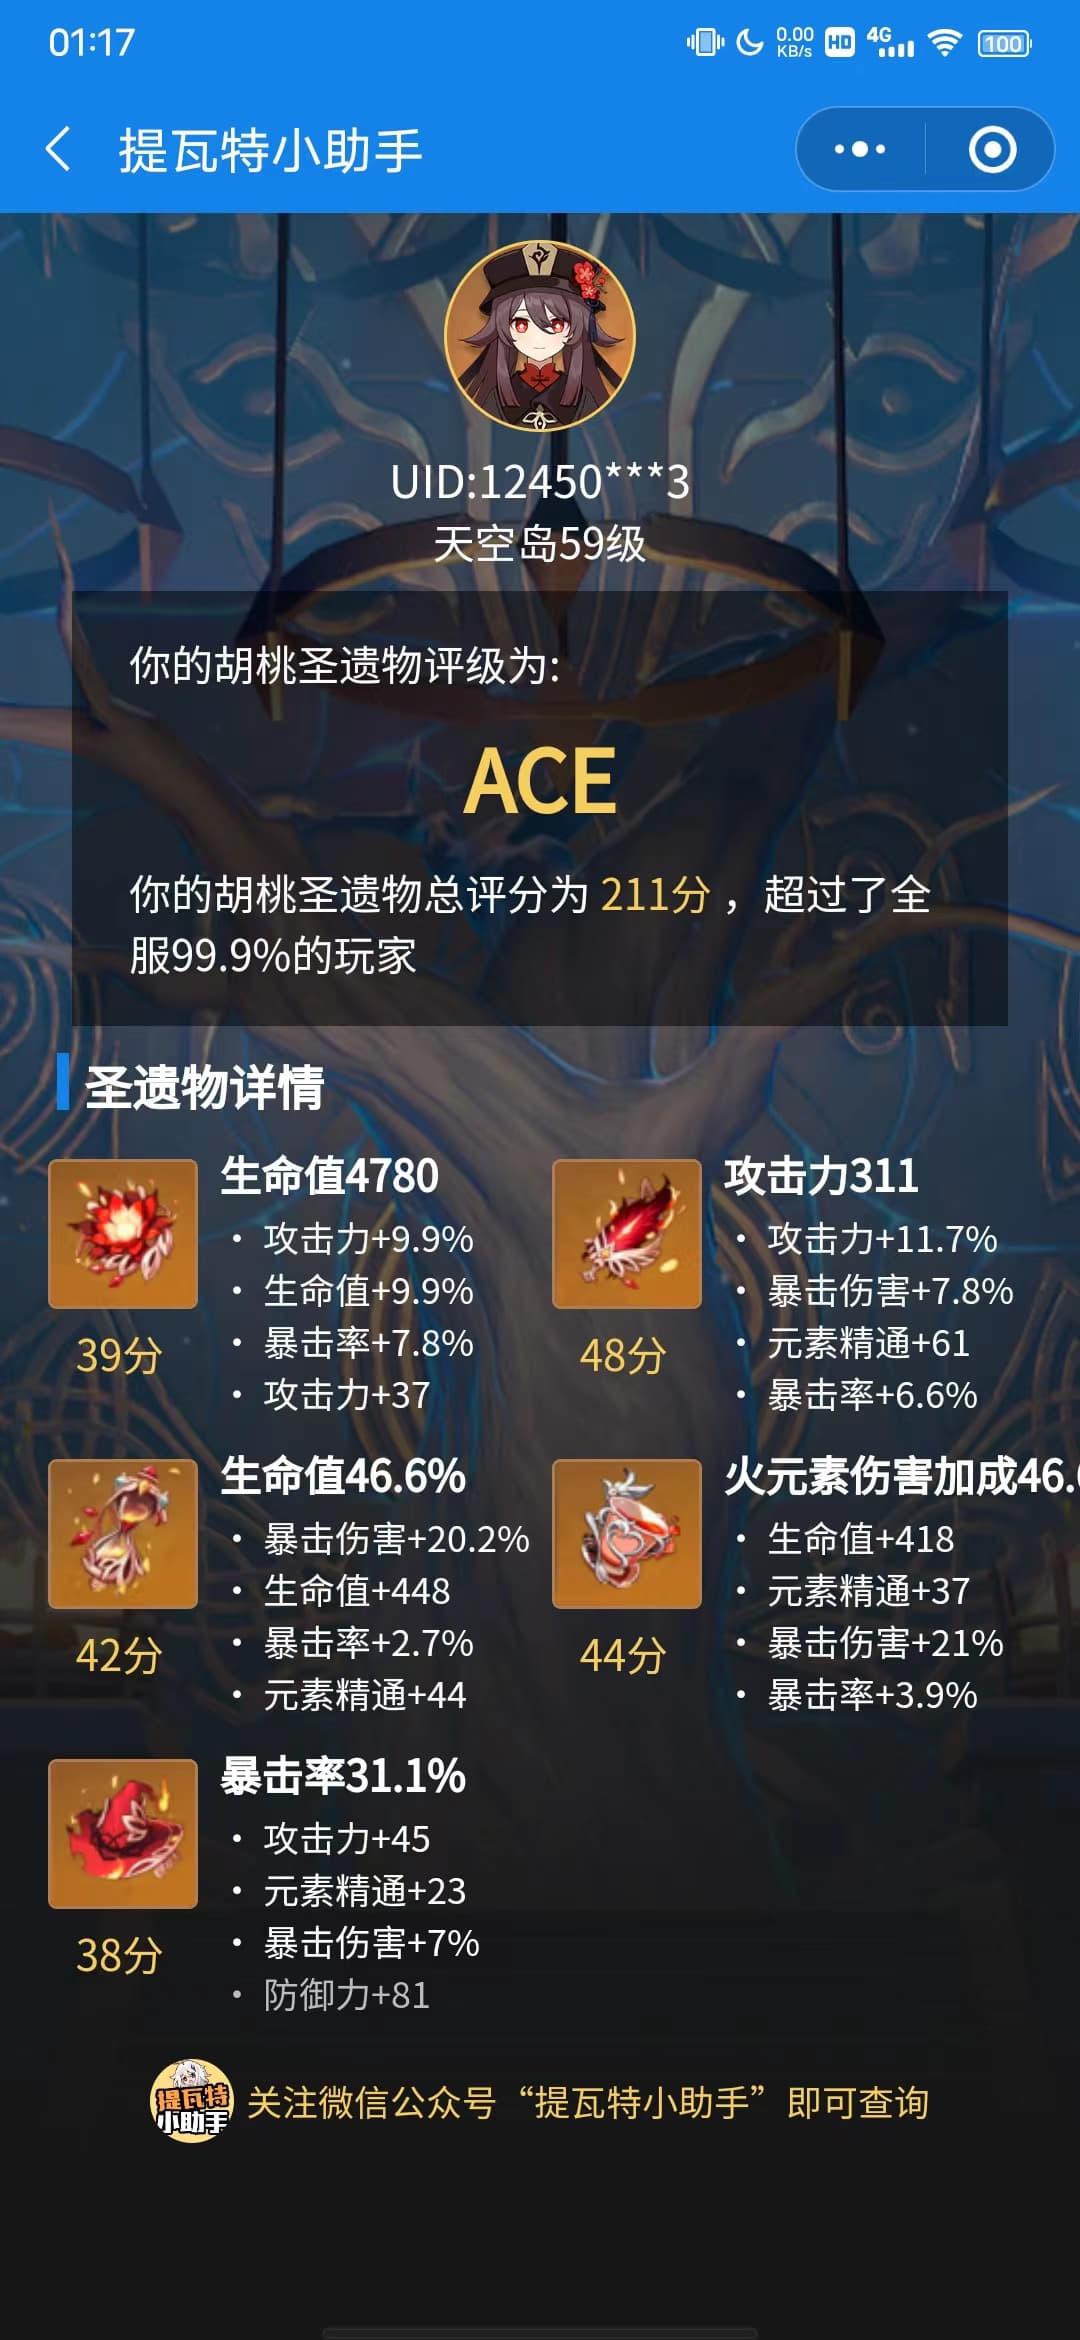 01:17
0.00
KB/s
HD
4G
100
提瓦特小助手
UID:12450***3
天空岛59级
你的胡桃圣遗物评级为:
ACE
你的胡桃圣遗物总评分为 211分 ，超过了全
服99.9%的玩家
圣遗物详情
生命值4780
· 攻击力+9.9%
· 生命值+9.9%
· 暴击率+7.8%
· 攻击力+37
39分
攻击力311
· 攻击力+11.7%
· 暴击伤害+7.8%
· 元素精通+61
· 暴击率+6.6%
48分
生命值46.6%
· 暴击伤害+20.2%
· 生命值+448
· 暴击率+2.7%
· 元素精通+44
42分
火元素伤害加成46.
· 生命值+418
· 元素精通+37
· 暴击伤害+21%
· 暴击率+3.9%
44分
暴击率31.1%
· 攻击力+45
· 元素精通+23
· 暴击伤害+7%
· 防御力+81
38分
提瓦特
小助手
关注微信公众号“提瓦特小助手”即可查询